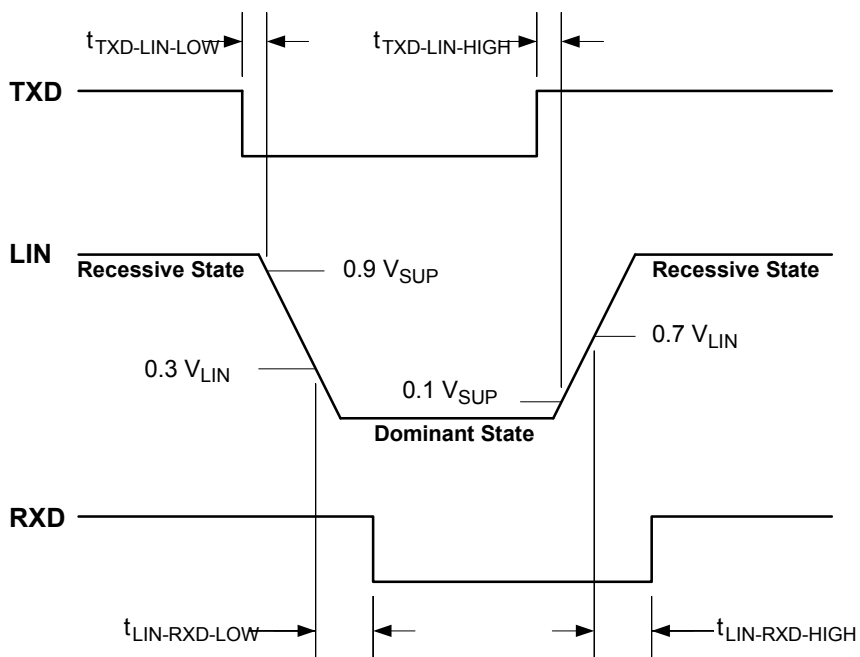 tTXD-LIN-LOW
tTXD-LIN-HIGH
TXD
LIN
Recessive State
0.9 VSUP
Recessive State
0.7 VLIN
0.3 VLIN
0.1 VSUP
Dominant State
RXD
tLIN-RXD-LOW
tLIN-RXD-HIGH